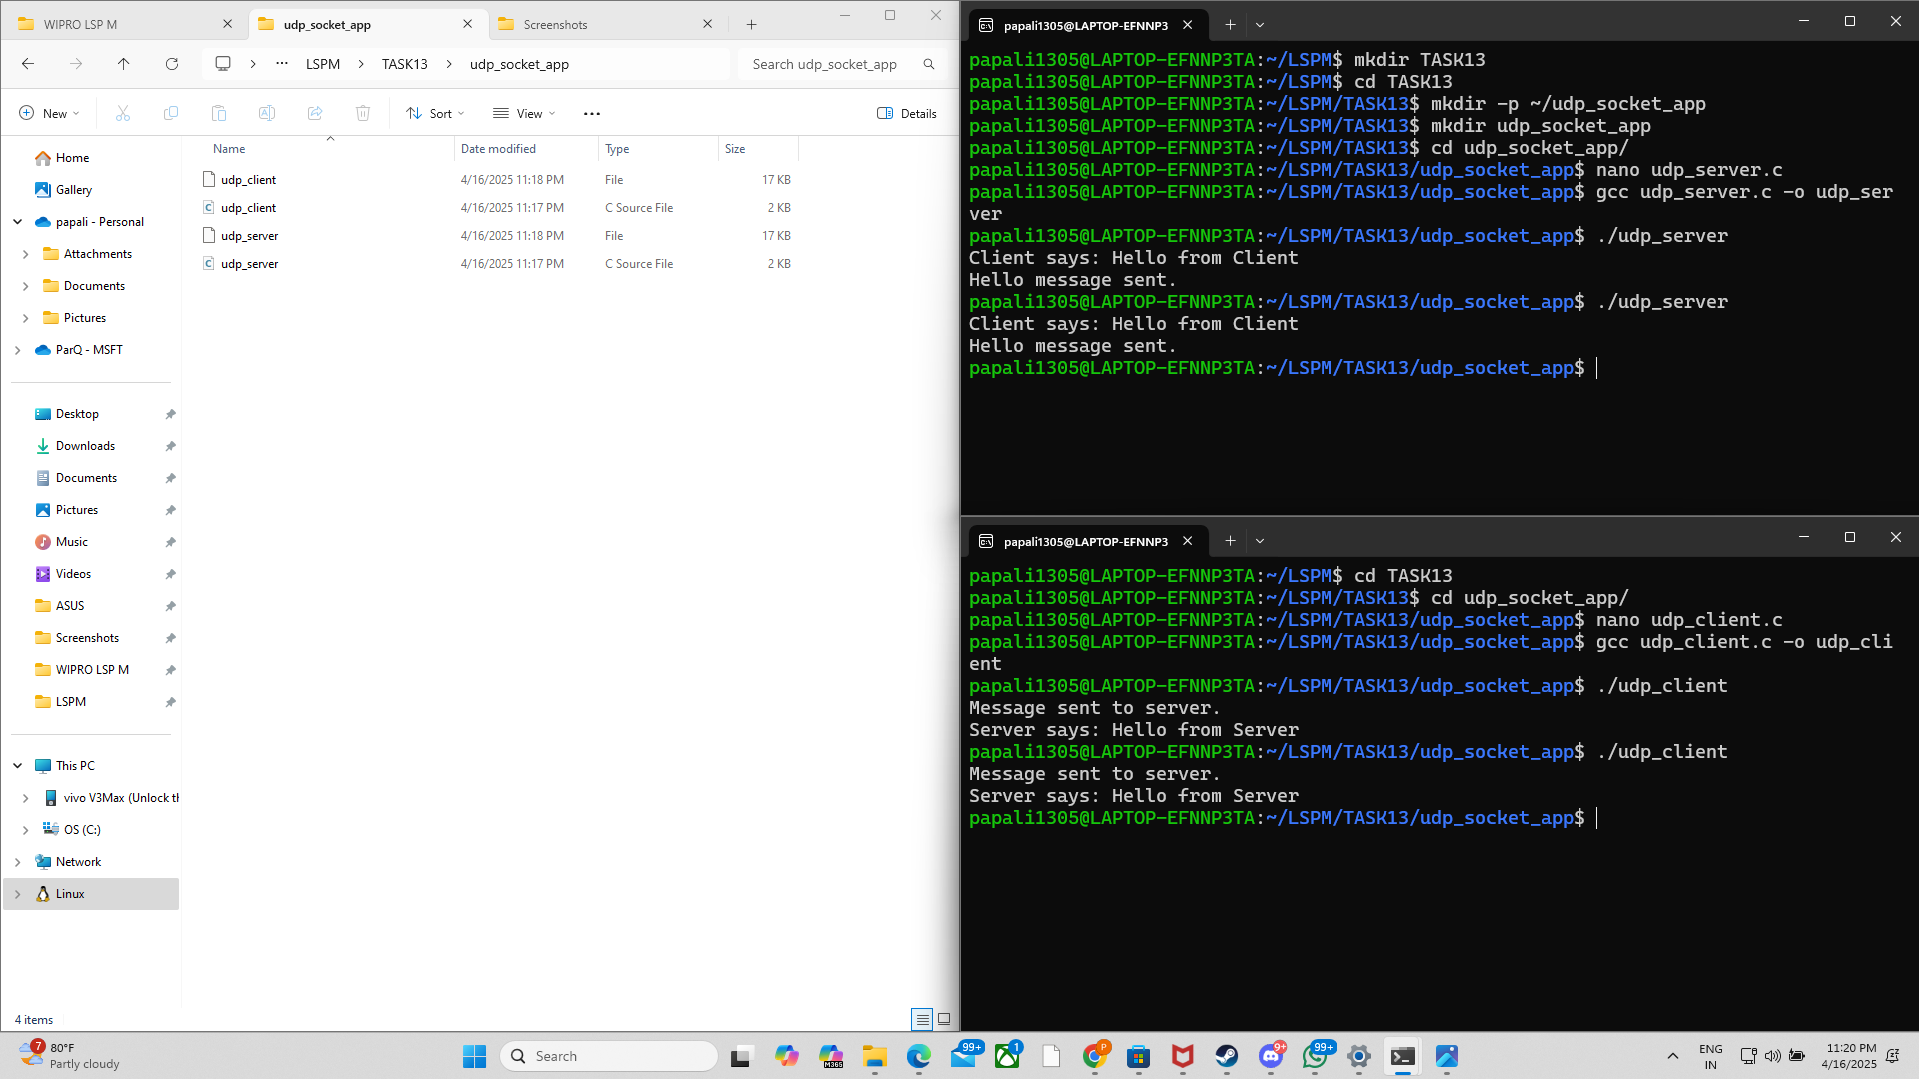 WIPRO LSP M
udp_socket_app
Screenshots
LSPM
TASK13
udp_socket_app
Search udp_socket_app
New
Sort
View
Details
Name
Date modified
Type
Size
udp_client
4/16/2025 11:18 PM
File
17 KB
udp_client
4/16/2025 11:17 PM
C Source File
2 KB
udp_server
4/16/2025 11:18 PM
File
17 KB
udp_server
4/16/2025 11:17 PM
C Source File
2 KB
Home
Gallery
papali - Personal
Attachments
Documents
Pictures
ParQ - MSFT
Desktop
Downloads
Documents
Pictures
Music
Videos
ASUS
Screenshots
WIPRO LSP M
LSPM
This PC
vivo V3Max (Unlock th
OS (C:)
Network
Linux
4 items
papali1305@LAPTOP-EFNNP3
papali1305@LAPTOP-EFNNP3TA:~/LSPM$ mkdir TASK13
papali1305@LAPTOP-EFNNP3TA:~/LSPM$ cd TASK13
papali1305@LAPTOP-EFNNP3TA:~/LSPM/TASK13$ mkdir -p ~/udp_socket_app
papali1305@LAPTOP-EFNNP3TA:~/LSPM/TASK13$ mkdir udp_socket_app
papali1305@LAPTOP-EFNNP3TA:~/LSPM/TASK13$ cd udp_socket_app/
papali1305@LAPTOP-EFNNP3TA:~/LSPM/TASK13/udp_socket_app$ nano udp_server.c
papali1305@LAPTOP-EFNNP3TA:~/LSPM/TASK13/udp_socket_app$ gcc udp_server.c -o udp_ser
ver
papali1305@LAPTOP-EFNNP3TA:~/LSPM/TASK13/udp_socket_app$ ./udp_server
Client says: Hello from Client
Hello message sent.
papali1305@LAPTOP-EFNNP3TA:~/LSPM/TASK13/udp_socket_app$ ./udp_server
Client says: Hello from Client
Hello message sent.
papali1305@LAPTOP-EFNNP3TA:~/LSPM/TASK13/udp_socket_app$
papali1305@LAPTOP-EFNNP3
papali1305@LAPTOP-EFNNP3TA:~/LSPM$ cd TASK13
papali1305@LAPTOP-EFNNP3TA:~/LSPM/TASK13$ cd udp_socket_app/
papali1305@LAPTOP-EFNNP3TA:~/LSPM/TASK13/udp_socket_app$ nano udp_client.c
papali1305@LAPTOP-EFNNP3TA:~/LSPM/TASK13/udp_socket_app$ gcc udp_client.c -o udp_cli
ent
papali1305@LAPTOP-EFNNP3TA:~/LSPM/TASK13/udp_socket_app$ ./udp_client
Message sent to server.
Server says: Hello from Server
papali1305@LAPTOP-EFNNP3TA:~/LSPM/TASK13/udp_socket_app$ ./udp_client
Message sent to server.
Server says: Hello from Server
papali1305@LAPTOP-EFNNP3TA:~/LSPM/TASK13/udp_socket_app$
7
80°F
Partly cloudy
Search
M365
99+
1
P
9+
99+
ENG
IN
11:20 PM
4/16/2025